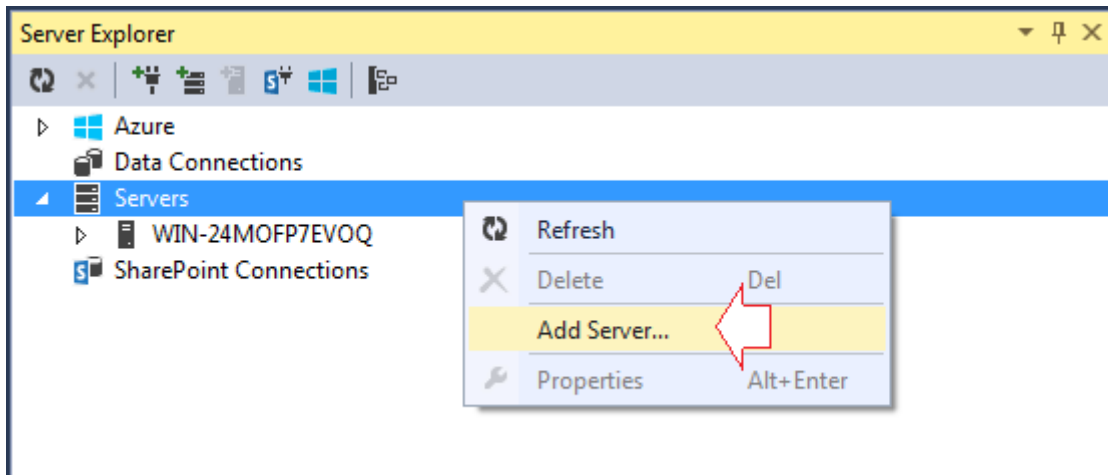 Server Explorer
Azure
Data Connections
Servers
WIN-24MOFP7EVOQ
SharePoint Connections
Refresh
Delete Del
Add Server...
Properties Alt+Enter